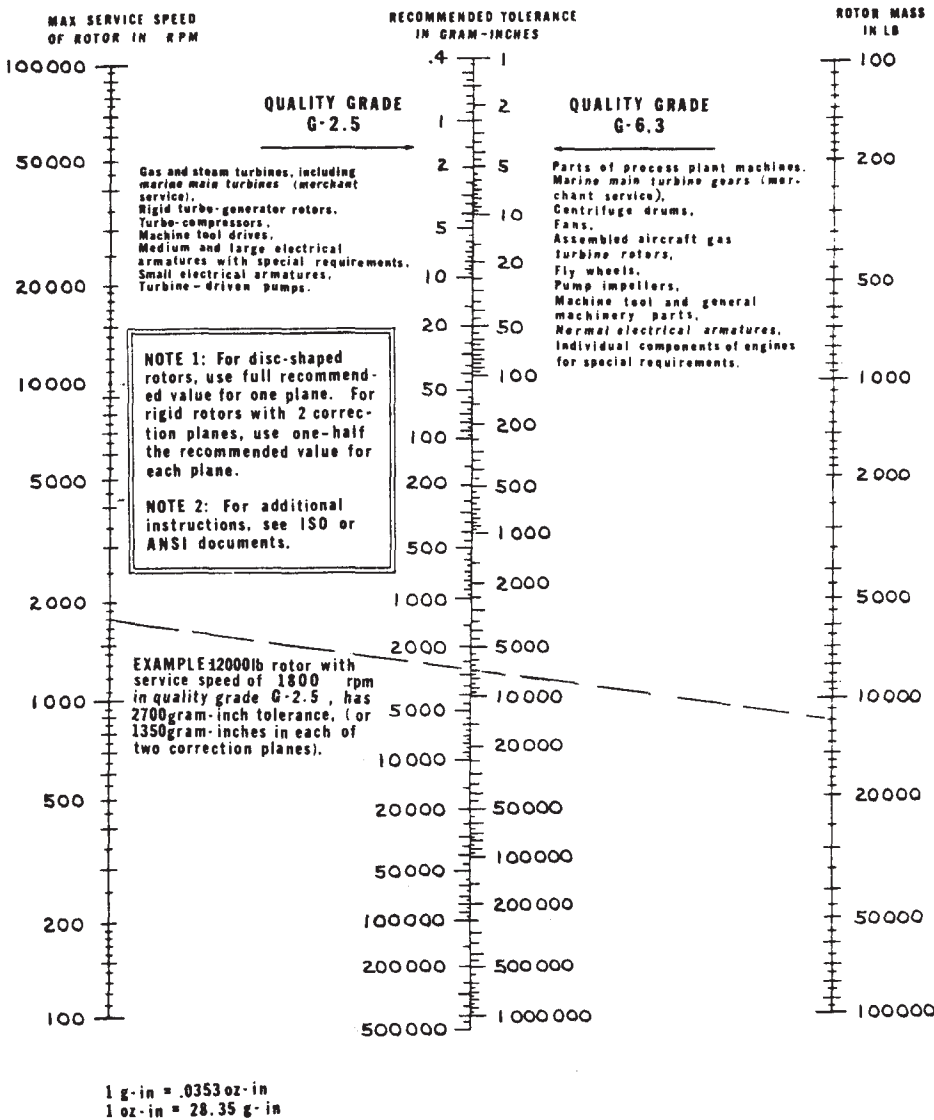 MAX SERVICE SPEED
OF ROTOR IN RPM
100000
50000
20000
10000
5000
2000
1000
500
200
100
RECOMMENDED TOLERANCE
IN GRAM-INCHES
.4
1
2
5
10
20
50
100
200
500
1000
2000
5000
10000
20000
50000
100000
200000
500000
1
2
5
10
20
50
100
200
500
1000
2000
5000
10000
20000
50000
100000
200000
500000
1000000
ROTOR MASS
IN LB
100
200
500
1000
2000
5000
10000
20000
50000
100000
QUALITY GRADE
G-2.5
Gas and steam turbines, including
marine main turbines (merchant
service),
Rigid turbo-generator rotors,
Turbo-compressors,
Machine tool drives,
Medium and large electrical
armatures with special requirements,
Small electrical armatures,
Turbine-driven pumps.
QUALITY GRADE
G-6.3
Parts of process plant machines.
Marine main turbine gears (mer-
chant service),
Centrifuge drums,
Fans,
Assembled aircraft gas
turbine rotors,
Fly wheels,
Pump impellers,
Machine tool and general
machinery parts,
Normal electrical armatures,
Individual components of engines
for special requirements.
NOTE 1: For disc-shaped
rotors, use full recommend-
ed value for one plane. For
rigid rotors with 2 correc-
tion planes, use one-half
the recommended value for
each plane.
NOTE 2: For additional
instructions, see ISO or
ANSI documents.
EXAMPLE:12000lb rotor with
service speed of 1800 rpm
in quality grade G-2.5 , has
2700gram-inch tolerance, (or
1350gram-inches in each of
two correction planes).
1 g-in = .0353 oz-in
1 oz-in = 28.35 g-in